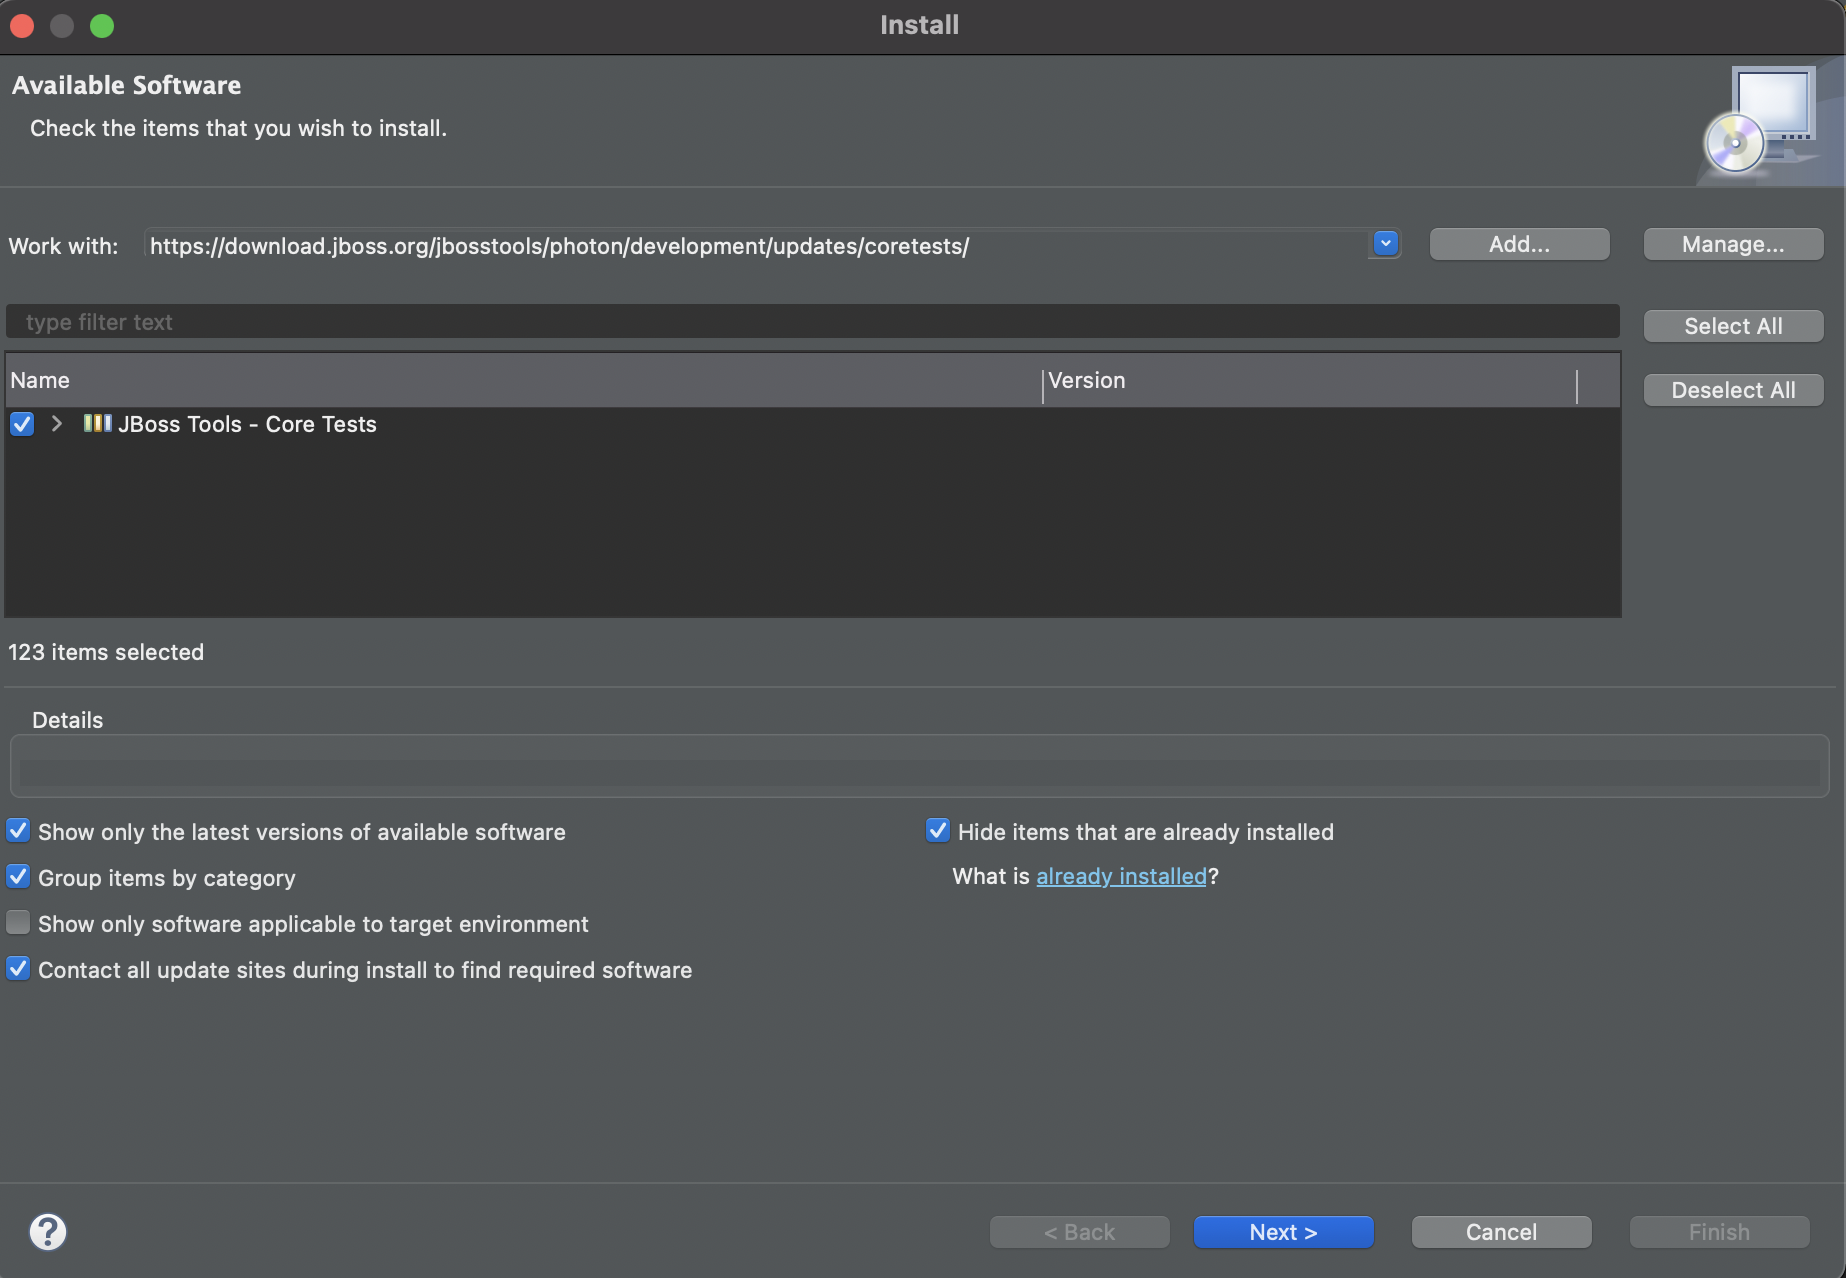 Install
Available Software
Check the items that you wish to install.
Work with: https://download.jboss.org/jbosstools/photon/development/updates/coretests/ Add... Manage...
type filter text
Select All
Name Version
Deselect All
JBoss Tools - Core Tests
123 items selected
Details
Show only the latest versions of available software Hide items that are already installed
Group items by category What is already installed?
Show only software applicable to target environment
Contact all update sites during install to find required software
? < Back Next > Cancel Finish